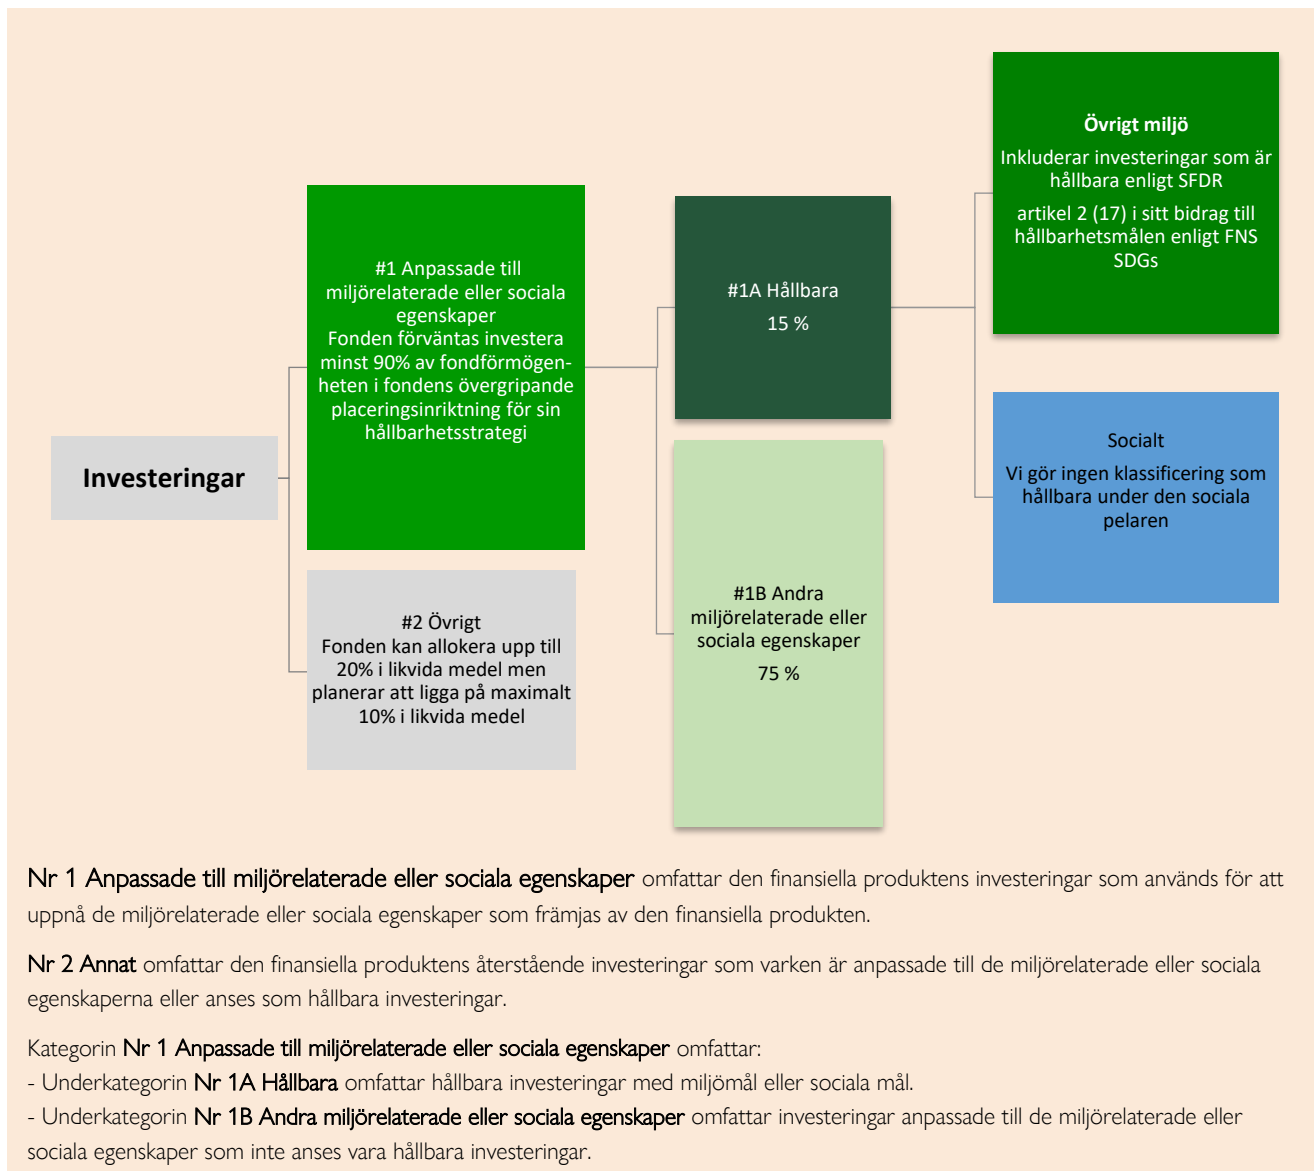 Investeringar
#1 Anpassade till
miljörelaterade eller sociala
egenskaper
Fonden förväntas investera
minst 90% av fondförmögen-
heten i fondens övergripande
placeringsinriktning för sin
hållbarhetsstrategi
#2 Övrigt
Fonden kan allokera upp till
20% i likvida medel men
planerar att ligga på maximalt
10% i likvida medel
#1A Hållbara
15 %
#1B Andra
miljörelaterade eller
sociala egenskaper
75 %
Övrigt miljö
Inkluderar investeringar som är
hållbara enligt SFDR
artikel 2 (17) i sitt bidrag till
hållbarhetsmålen enligt FNS
SDGs
Socialt
Vi gör ingen klassificering som
hållbara under den sociala
pelaren
Nr 1 Anpassade till miljörelaterade eller sociala egenskaper omfattar den finansiella produktens investeringar som används för att
uppnå de miljörelaterade eller sociala egenskaper som främjas av den finansiella produkten.
Nr 2 Annat omfattar den finansiella produktens återstående investeringar som varken är anpassade till de miljörelaterade eller sociala
egenskaperna eller anses som hållbara investeringar.
Kategorin Nr 1 Anpassade till miljörelaterade eller sociala egenskaper omfattar:
- Underkategorin Nr 1A Hållbara omfattar hållbara investeringar med miljömål eller sociala mål.
- Underkategorin Nr 1B Andra miljörelaterade eller sociala egenskaper omfattar investeringar anpassade till de miljörelaterade eller
sociala egenskaper som inte anses vara hållbara investeringar.